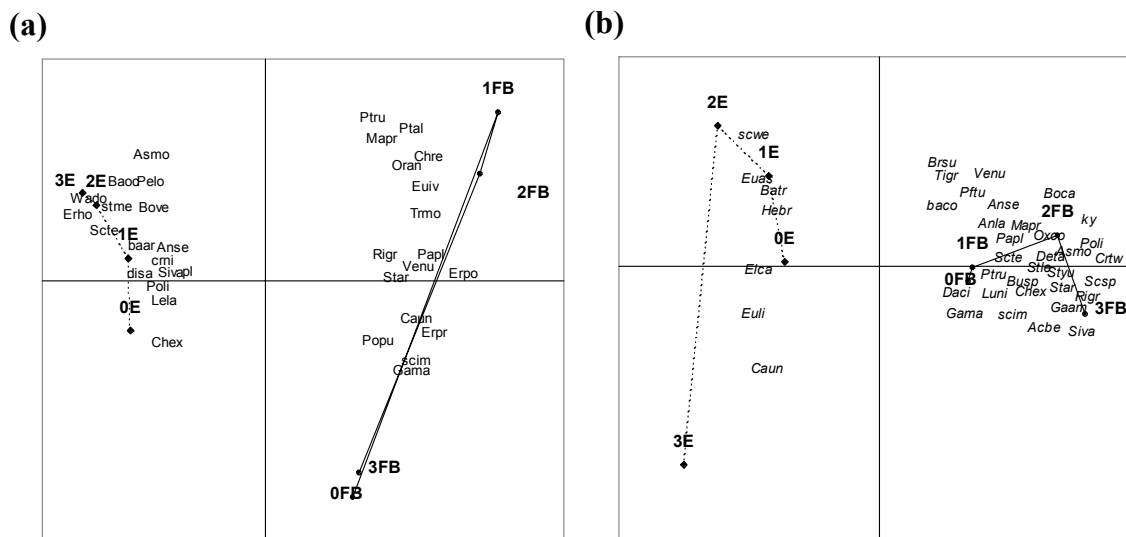 (a)
1FB
Ptru
Ptal
Mapr
Chre
Asmo
Oran
3E 2E Baod Pelo
Euiv
2FB
Wado
stme Bove
Erho
Trmo
Scte
1E
baar Anse
crni
Rigr Papl
disa Siva pl
Venu
Star
Erpo
Poli
Lela
0E
Caun
Erpr
Chex
Popu
scim
Gama
3FB
0FB
(b)
2E
scwe
1E
Brsu
Tigr
Venu
Euas
Batr
Pftu
Boca
baco
Anse
Hebr
2FB
ky
Anla Mapr
0E
1FB
Papl
Oxop
Poli
Asmo
Scte
Deta
Crtw
Elca
Stle
Styu
0FB
Ptru
Busp
Scsp
Daci
Luni
Chex
Star
Rigr
Euli
Gama
scim
Gaam
3FB
Acbe
Siva
Caun
3E